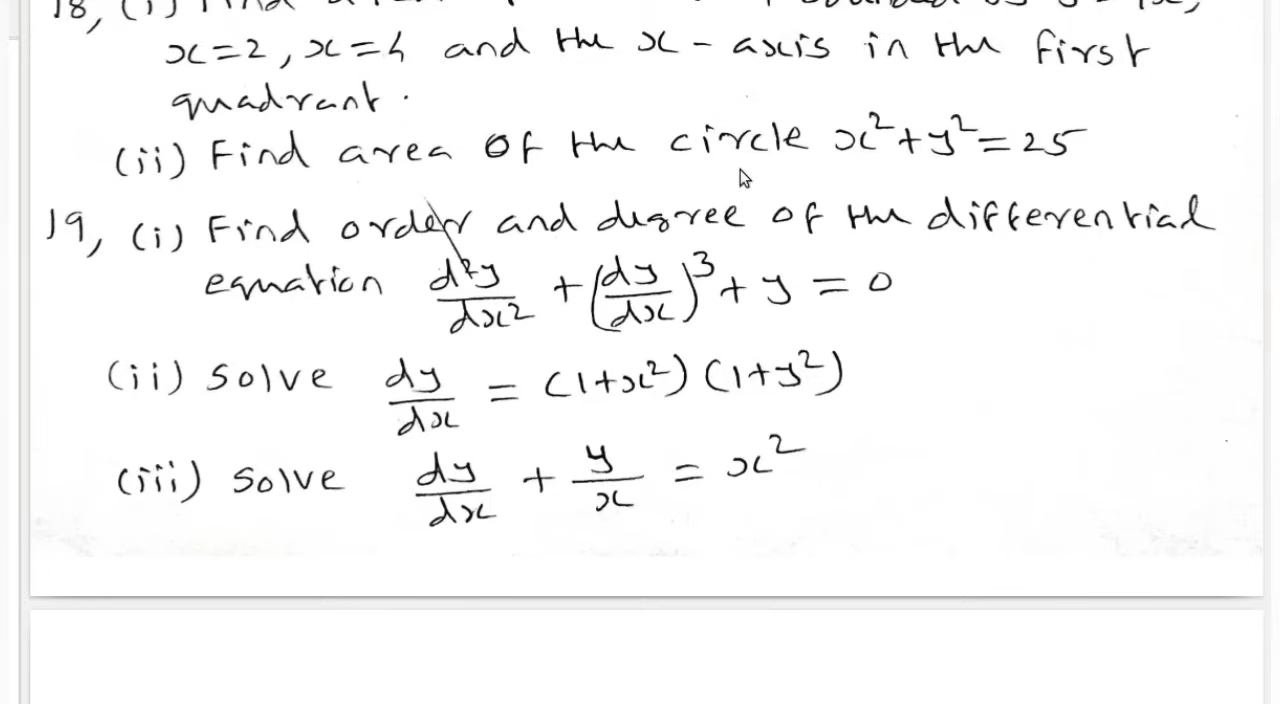 18, (i) Find
x=2, x=4 and the x-axis in the first
quadrant.
(ii) Find area of the circle x²+y²=25
19, (i) Find order and degree of the differential
equation d²y/dx² + (dy/dx)³ + y = 0
(ii) Solve dy/dx = (1+x²)(1+y²)
(iii) Solve dy/dx + y/x = x²